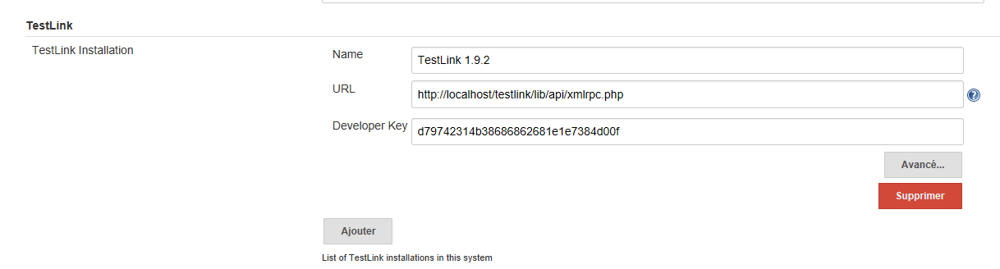 TestLink
TestLink Installation
Name
TestLink 1.9.2
URL
http://localhost/testlink/lib/api/xmlrpc.php
?
Developer Key
d79742314b38686862681e1e7384d00f
Avancé...
Supprimer
Ajouter
List of TestLink installations in this system